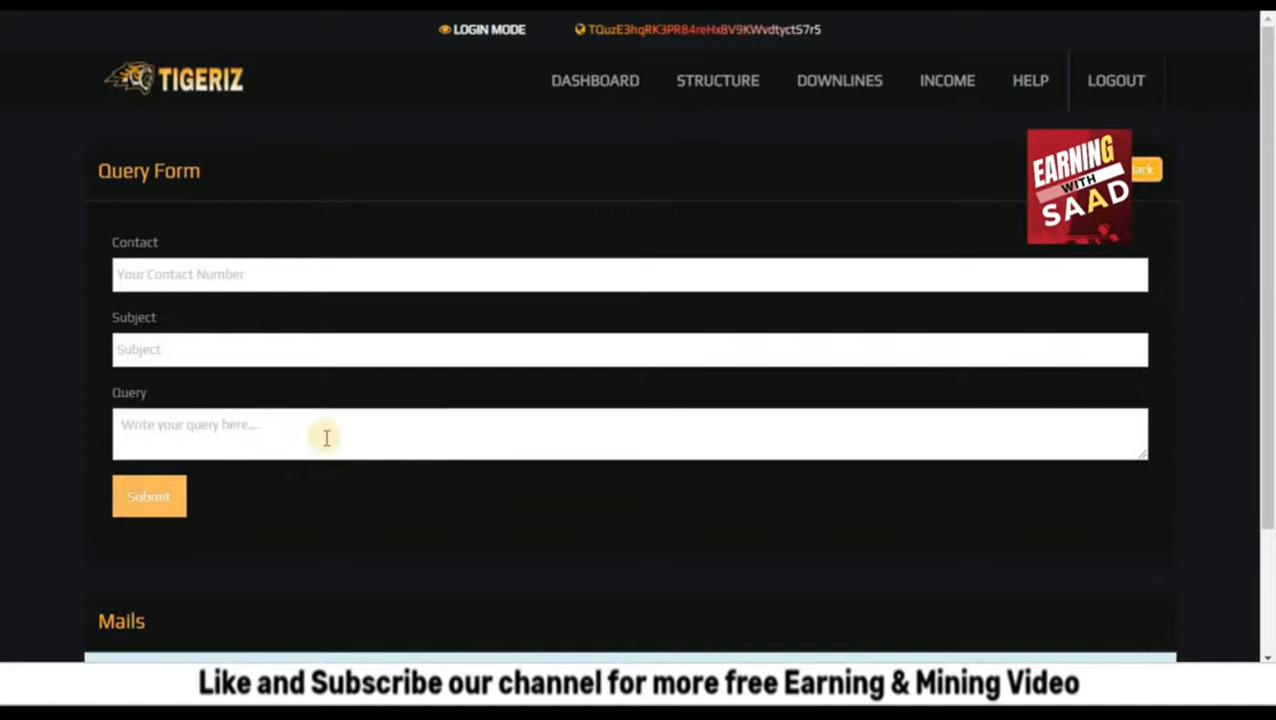 LOGIN MODE
TQuzE3hqRK3PR84reHx8V9KWvdtyctS7r5
TIGERIZ
DASHBOARD
STRUCTURE
DOWNLINES
INCOME
HELP
LOGOUT
Query Form
EARNING
WITH
SAAD
Contact
Your Contact Number
Subject
Subject
Query
Write your query here...
Submit
Mails
Like and Subscribe our channel for more free Earning & Mining Video